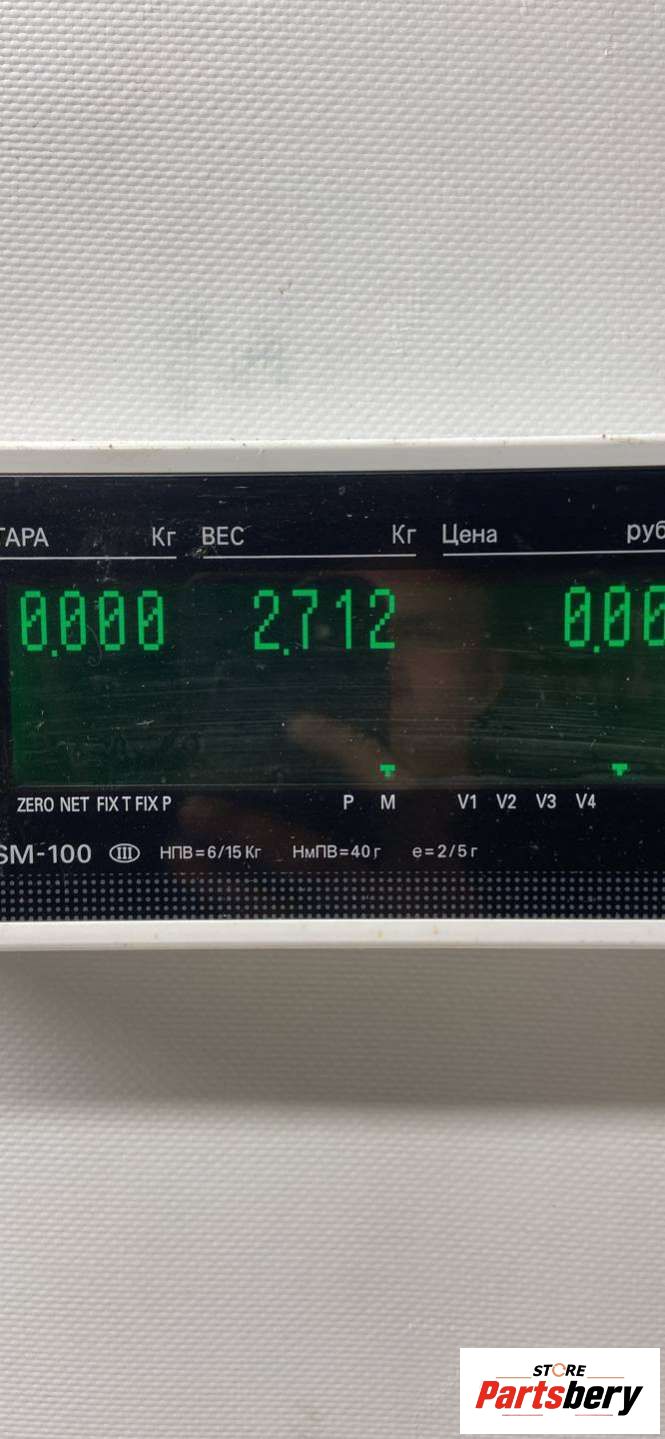 ТАРА Кг ВЕС Кг Цена руб
0.000 2.712 0.00
ZERO NET FIX T FIX P P M V1 V2 V3 V4
SM-100 III НПВ=6/15 Кг НмПВ=40 г e=2/5 г
STORE
Partsbery